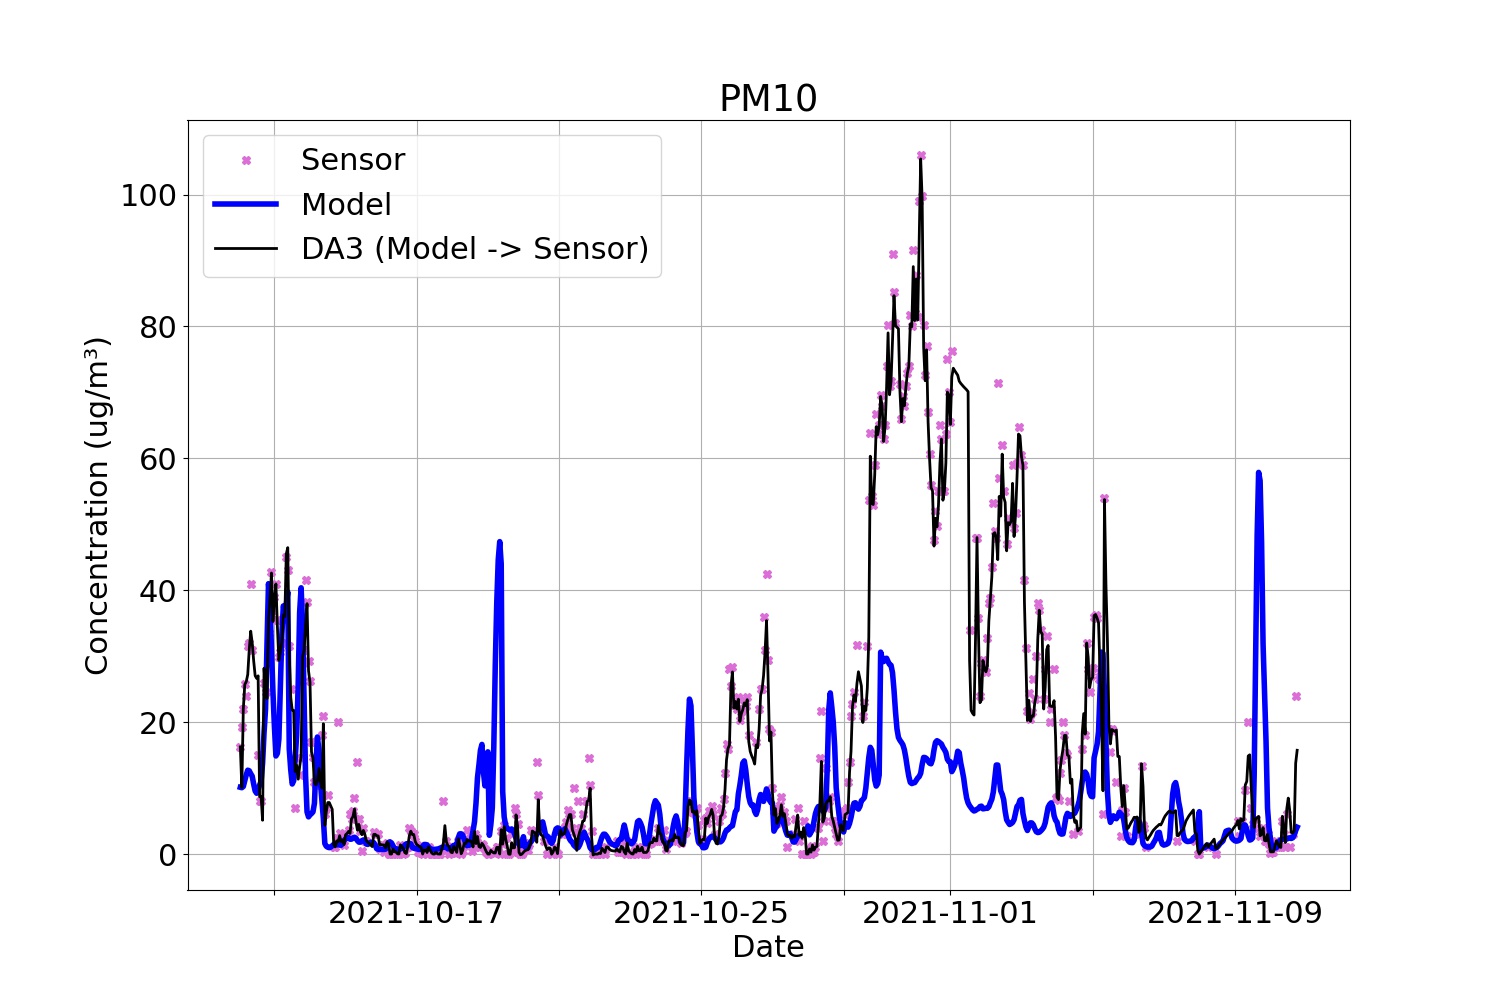 PM10
Sensor
Model
DA3 (Model -> Sensor)
Concentration (ug/m³)
100
80
60
40
20
0
2021-10-17
2021-10-25
2021-11-01
2021-11-09
Date